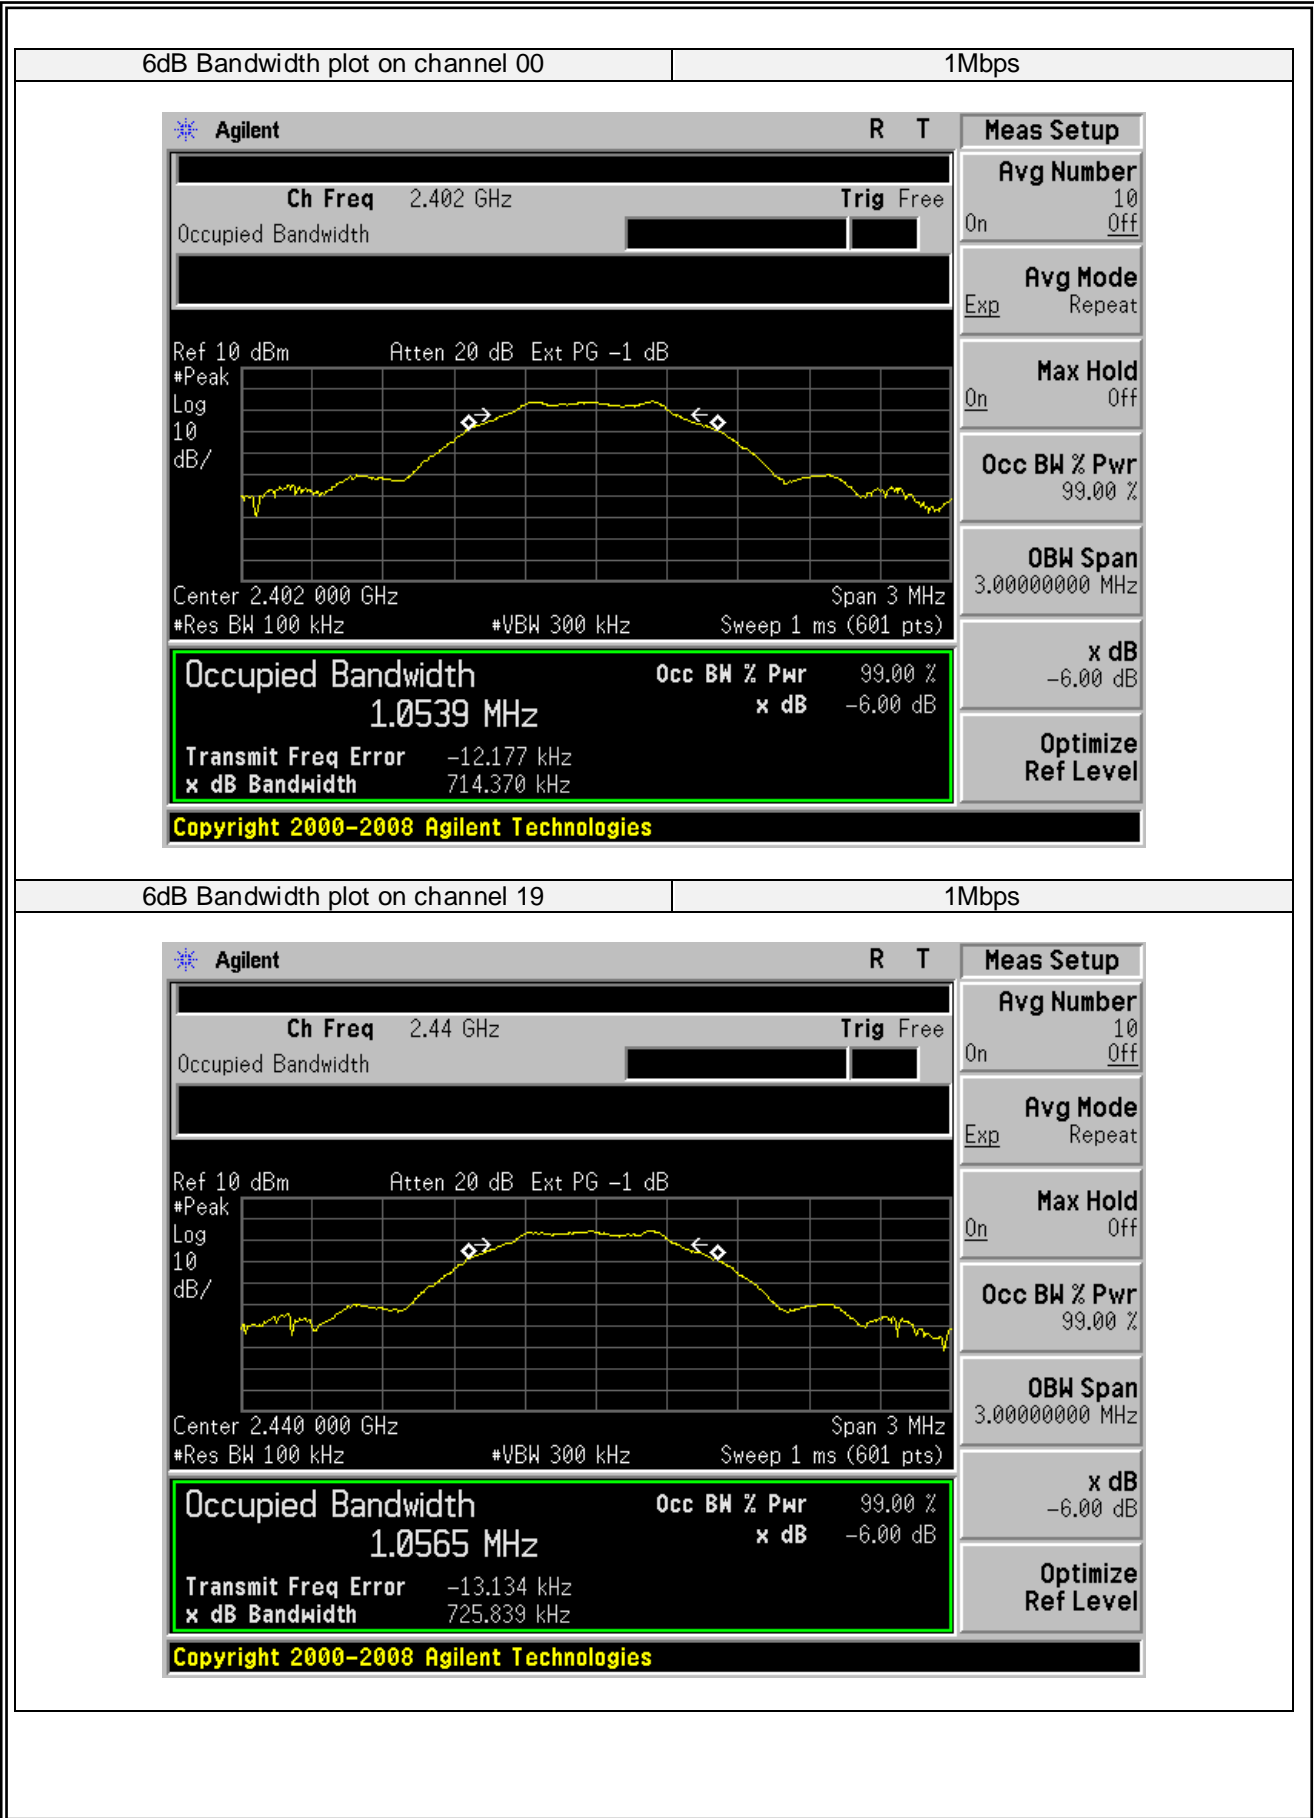 6dB Bandwidth plot on channel 00 1Mbps
Agilent R T Meas Setup
Ch Freq 2.402 GHz Trig Free
Occupied Bandwidth
Avg Number
10
On Off
Avg Mode
Exp Repeat
Ref 10 dBm Atten 20 dB Ext PG -1 dB
#Peak
Log
10
dB/
Max Hold
On Off
Occ BW % Pwr
99.00 %
OBW Span
3.00000000 MHz
Center 2.402 000 GHz Span 3 MHz
#Res BW 100 kHz #VBW 300 kHz Sweep 1 ms (601 pts)
Occupied Bandwidth Occ BW % Pwr 99.00 %
1.0539 MHz x dB -6.00 dB
Transmit Freq Error -12.177 kHz
x dB Bandwidth 714.370 kHz
x dB
-6.00 dB
Optimize
Ref Level
Copyright 2000-2008 Agilent Technologies
6dB Bandwidth plot on channel 19 1Mbps
Agilent R T Meas Setup
Ch Freq 2.44 GHz Trig Free
Occupied Bandwidth
Avg Number
10
On Off
Avg Mode
Exp Repeat
Ref 10 dBm Atten 20 dB Ext PG -1 dB
#Peak
Log
10
dB/
Max Hold
On Off
Occ BW % Pwr
99.00 %
OBW Span
3.00000000 MHz
Center 2.440 000 GHz Span 3 MHz
#Res BW 100 kHz #VBW 300 kHz Sweep 1 ms (601 pts)
Occupied Bandwidth Occ BW % Pwr 99.00 %
1.0565 MHz x dB -6.00 dB
Transmit Freq Error -13.134 kHz
x dB Bandwidth 725.839 kHz
x dB
-6.00 dB
Optimize
Ref Level
Copyright 2000-2008 Agilent Technologies